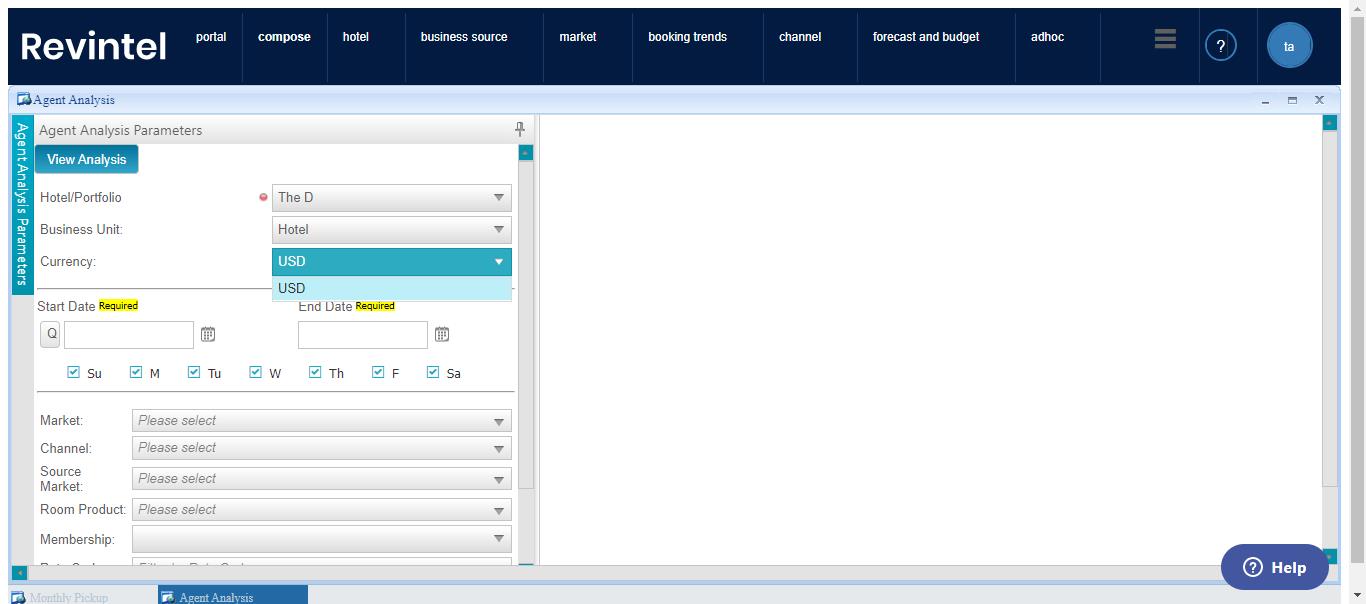 Revintel
portal
compose
hotel
business source
market
booking trends
channel
forecast and budget
adhoc
?
ta
Agent Analysis
Agent Analysis Parameters
Agent Analysis Parameters
View Analysis
Hotel/Portfolio
The D
Business Unit:
Hotel
Currency:
USD
USD
Start Date Required
End Date Required
Q
Su M Tu W Th F Sa
Market:
Please select
Channel:
Please select
Source
Market:
Please select
Room Product:
Please select
Membership:
? Help
Monthly Pickup
Agent Analysis